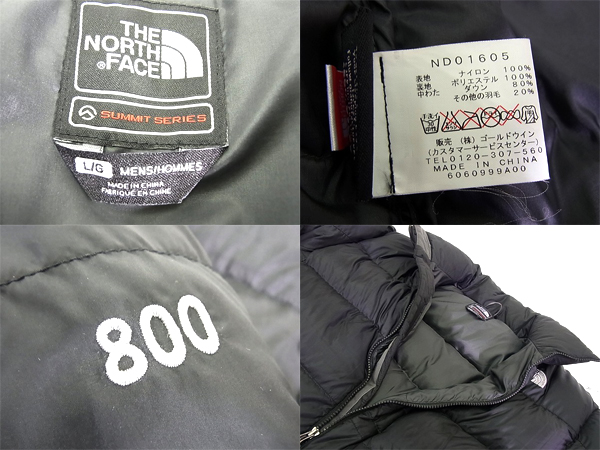 THE
NORTH
FACE
®
SUMMIT SERIES
L/G MENS/HOMMES
MADE IN CHINA
FABRIQUÉ EN CHINE
ND01605
表地 ナイロン 100%
裏地 ポリエステル 100%
中わた ダウン 80%
その他の羽毛 20%
販売 (株) ゴールドウイン
(カスタマーサービスセンター)
TEL0120-307-560
MADE IN CHINA
6060999A00
800